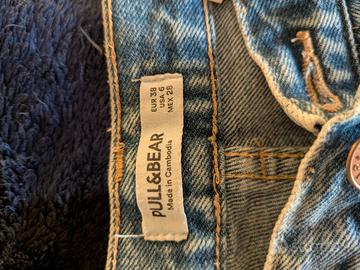 PULL&BEAR
Made in Cambodia
EUR 38
USA 6
MEX 28